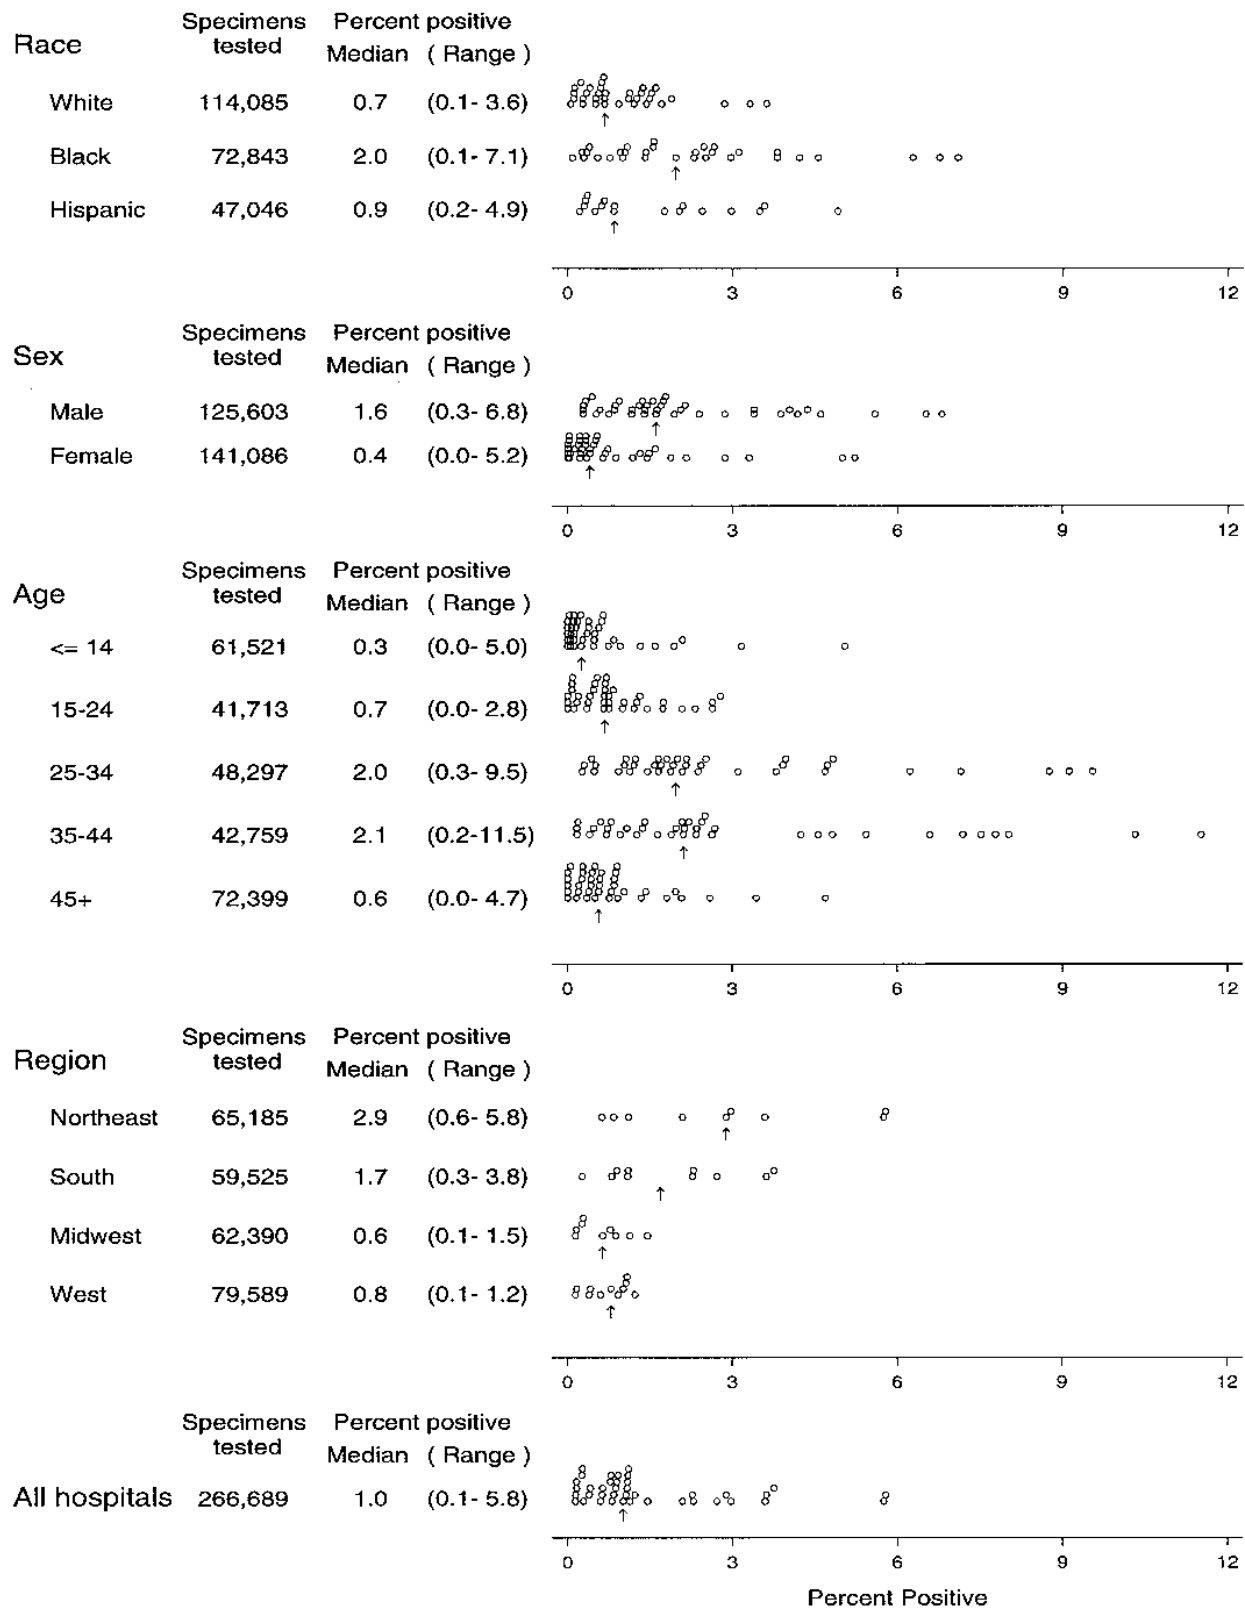 Race Specimens tested Percent positive Median ( Range )
White 114,085 0.7 (0.1- 3.6)
Black 72,843 2.0 (0.1- 7.1)
Hispanic 47,046 0.9 (0.2- 4.9)
0 3 6 9 12
Sex Specimens tested Percent positive Median ( Range )
Male 125,603 1.6 (0.3- 6.8)
Female 141,086 0.4 (0.0- 5.2)
0 3 6 9 12
Age Specimens tested Percent positive Median ( Range )
<= 14 61,521 0.3 (0.0- 5.0)
15-24 41,713 0.7 (0.0- 2.8)
25-34 48,297 2.0 (0.3- 9.5)
35-44 42,759 2.1 (0.2-11.5)
45+ 72,399 0.6 (0.0- 4.7)
0 3 6 9 12
Region Specimens tested Percent positive Median ( Range )
Northeast 65,185 2.9 (0.6- 5.8)
South 59,525 1.7 (0.3- 3.8)
Midwest 62,390 0.6 (0.1- 1.5)
West 79,589 0.8 (0.1- 1.2)
0 3 6 9 12
Specimens tested Percent positive Median ( Range )
All hospitals 266,689 1.0 (0.1- 5.8)
0 3 6 9 12
Percent Positive